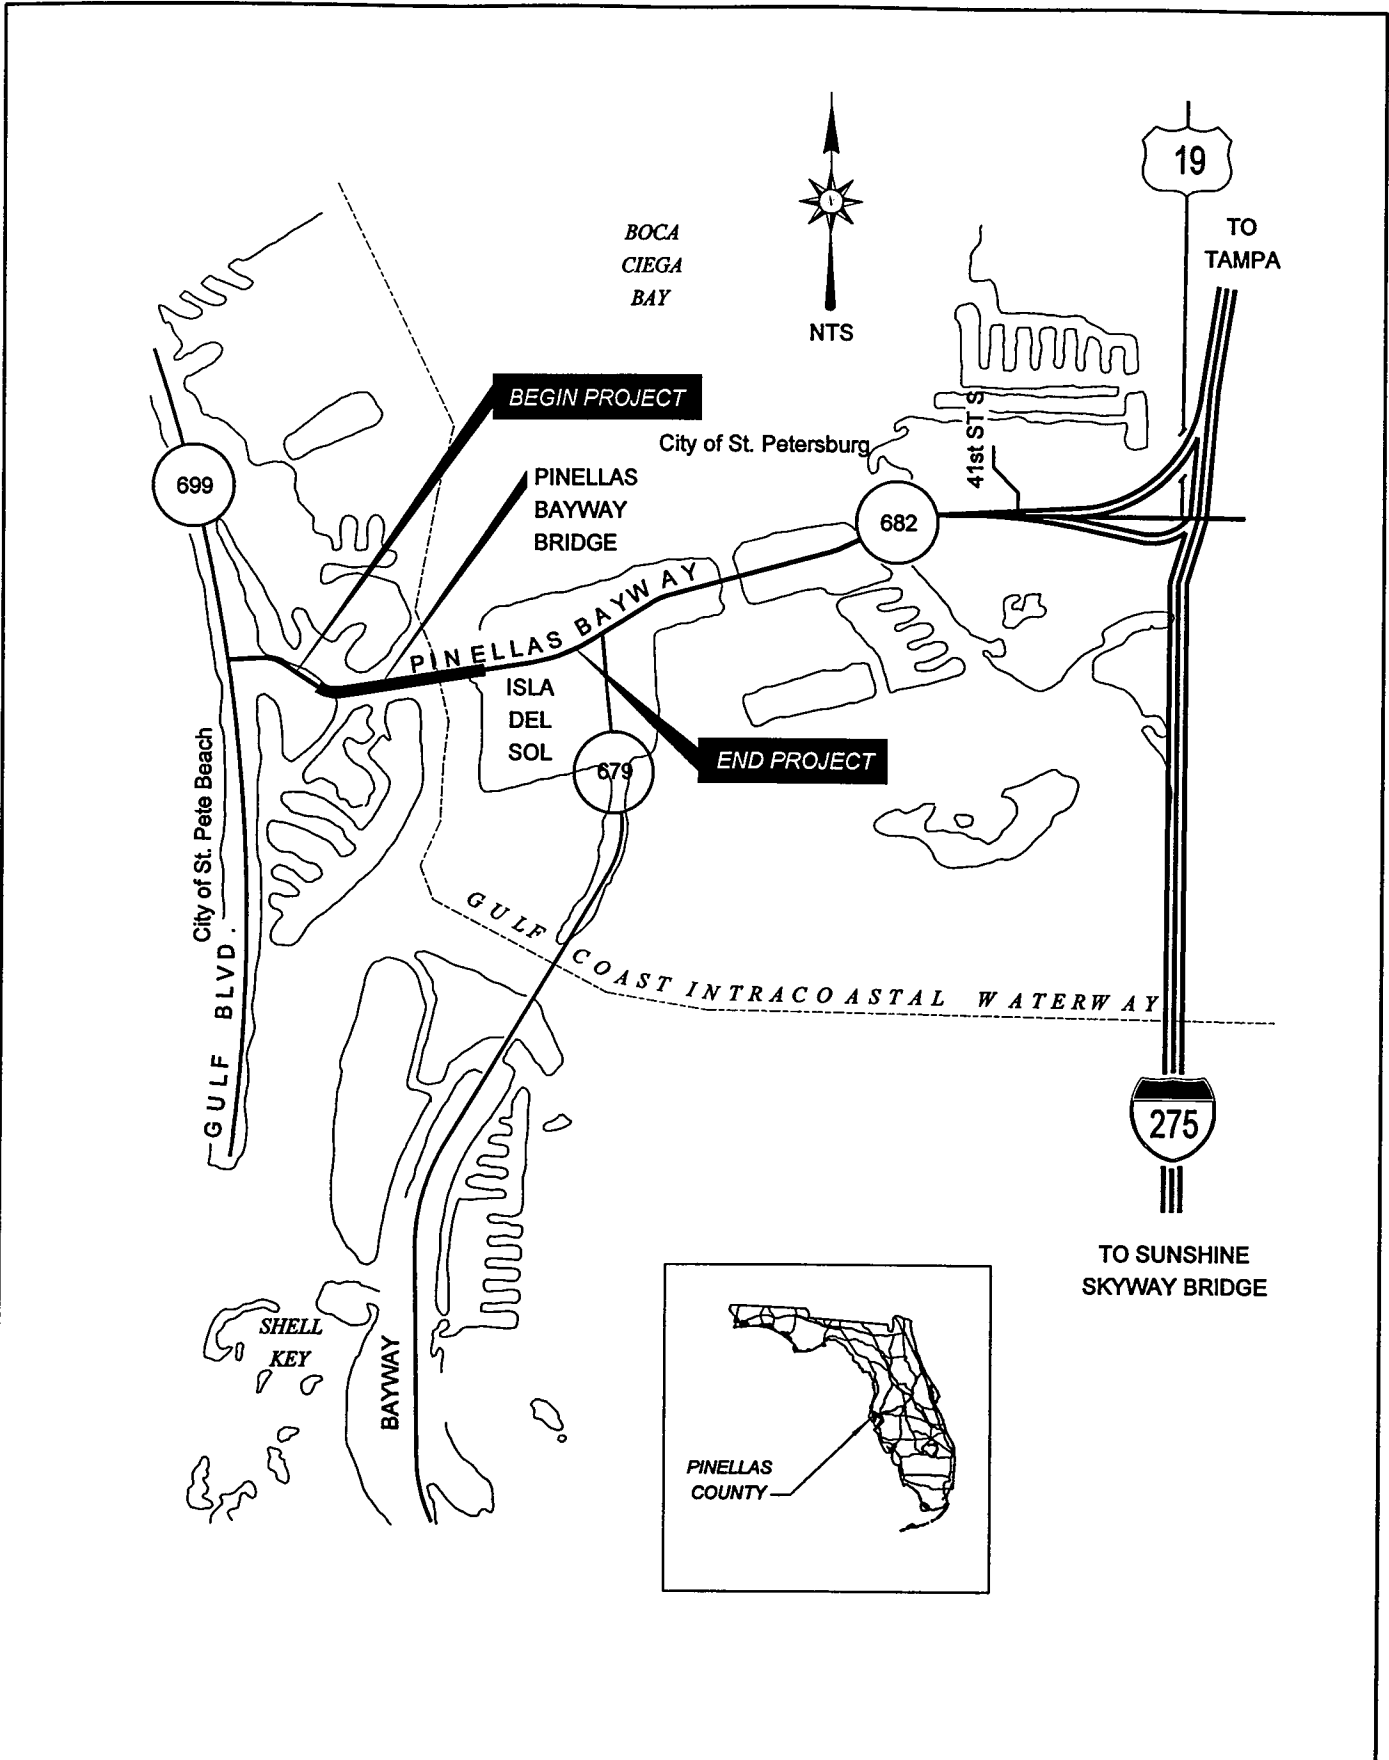 19
TO
TAMPA
BOCA
CIEGA
BAY
NTS
BEGIN PROJECT
City of St. Petersburg
41st ST S
699
PINELLAS
BAYWAY
BRIDGE
682
PINELLAS BAYWAY
ISLA
DEL
SOL
679
END PROJECT
City of St. Pete Beach
GULF BLVD.
GULF COAST INTRACOASTAL WATERWAY
275
TO SUNSHINE
SKYWAY BRIDGE
SHELL
KEY
BAYWAY
PINELLAS
COUNTY